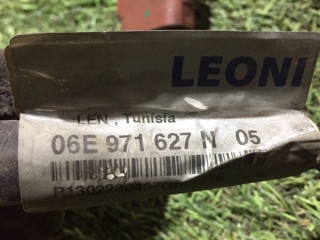 LEONI
LEN , Tunisia
06E 971 627 N 05